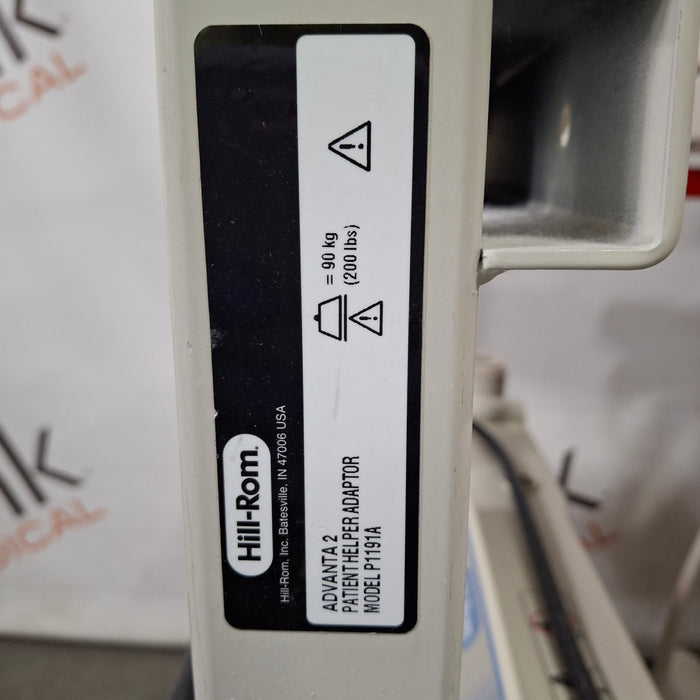 Hill-Rom.
Hill-Rom, Inc. Batesville, IN 47006 USA
ADVANTA 2
PATIENT HELPER ADAPTOR
MODEL P1191A
= 90 kg
(200 lbs)